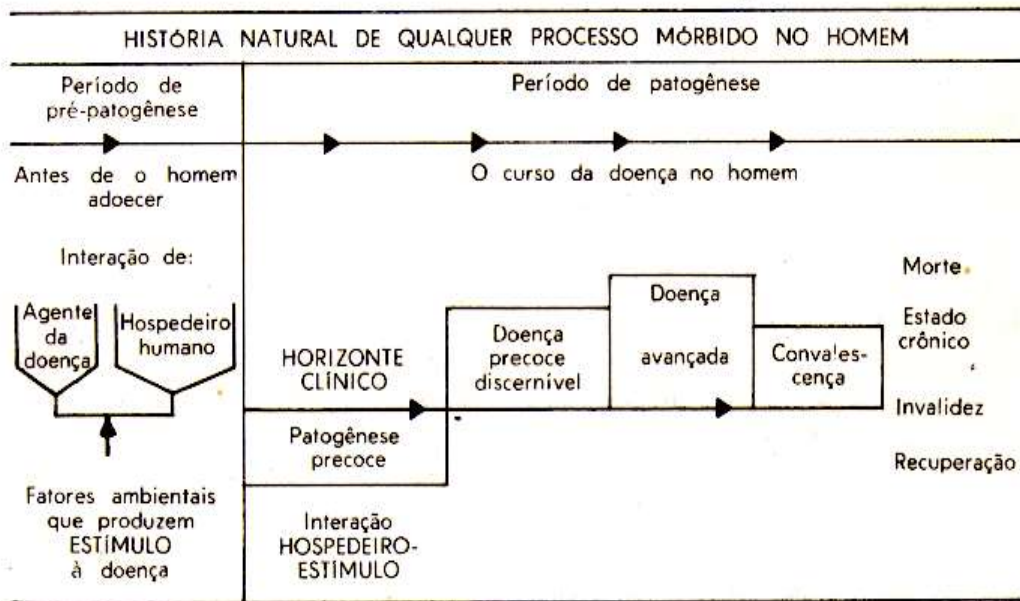 HISTÓRIA NATURAL DE QUALQUER PROCESSO MÓRBIDO NO HOMEM
Período de
pré-patogênese
Período de patogênese
Antes de o homem
adoecer
O curso da doença no homem
Interação de:
Agente
da
doença
Hospedeiro
humano
Fatores ambientais
que produzem
ESTÍMULO
à doença
HORIZONTE
CLÍNICO
Patogênese
precoce
Interação
HOSPEDEIRO-
ESTÍMULO
Doença
precoce
discernível
Doença
avançada
Convalescença
Morte
Estado
crônico
Invalidez
Recuperação